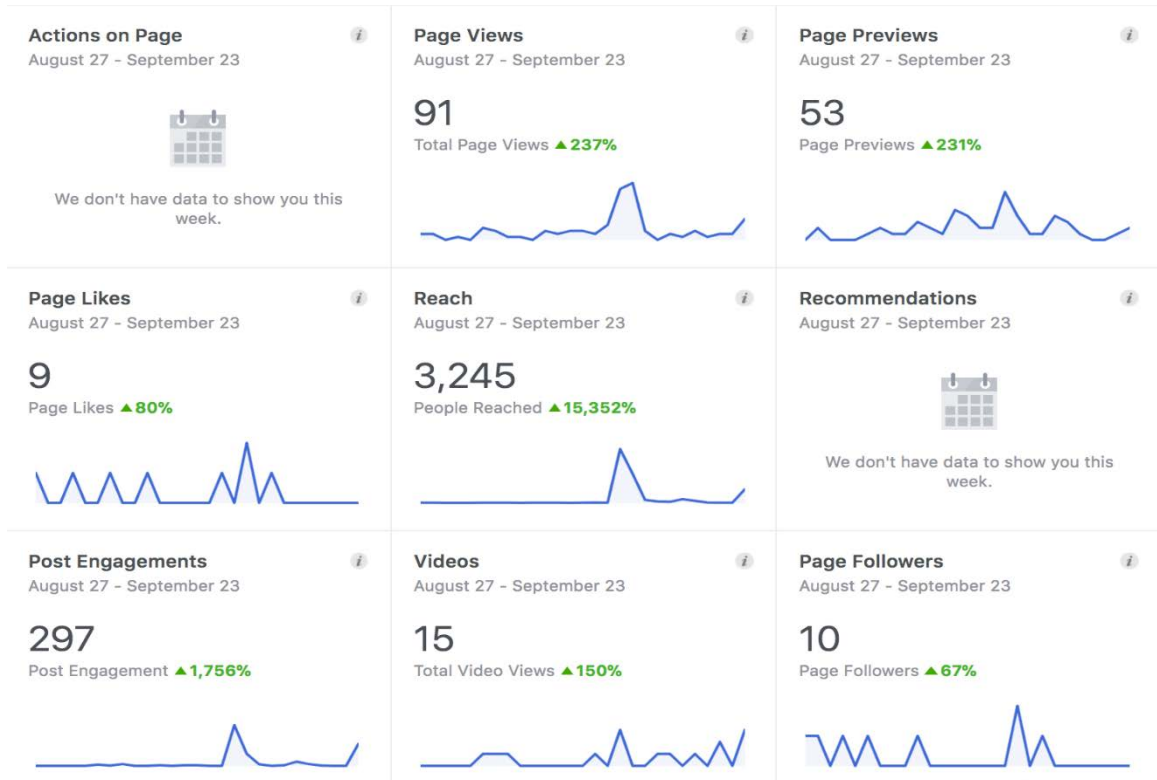 Actions on Page
August 27 - September 23
We don't have data to show you this
week.
Page Views
August 27 - September 23
91
Total Page Views ▲237%
Page Previews
August 27 - September 23
53
Page Previews ▲231%
Page Likes
August 27 - September 23
9
Page Likes ▲80%
Reach
August 27 - September 23
3,245
People Reached ▲15,352%
Recommendations
August 27 - September 23
We don't have data to show you this
week.
Post Engagements
August 27 - September 23
297
Post Engagement ▲1,756%
Videos
August 27 - September 23
15
Total Video Views ▲150%
Page Followers
August 27 - September 23
10
Page Followers ▲67%